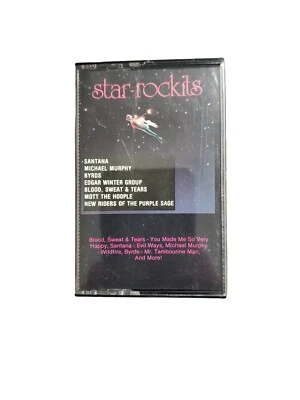 star-rockits
SANTANA
MICHAEL MURPHY
BYRDS
EDGAR WINTER GROUP
BLOOD, SWEAT & TEARS
MOTT THE HOOPLE
NEW RIDERS OF THE PURPLE SAGE
Blood, Sweat & Tears - You Made Me So Very
Happy, Santana - Evil Ways, Michael Murphy
- Wildfire, Byrds - Mr. Tambourine Man,
And More!